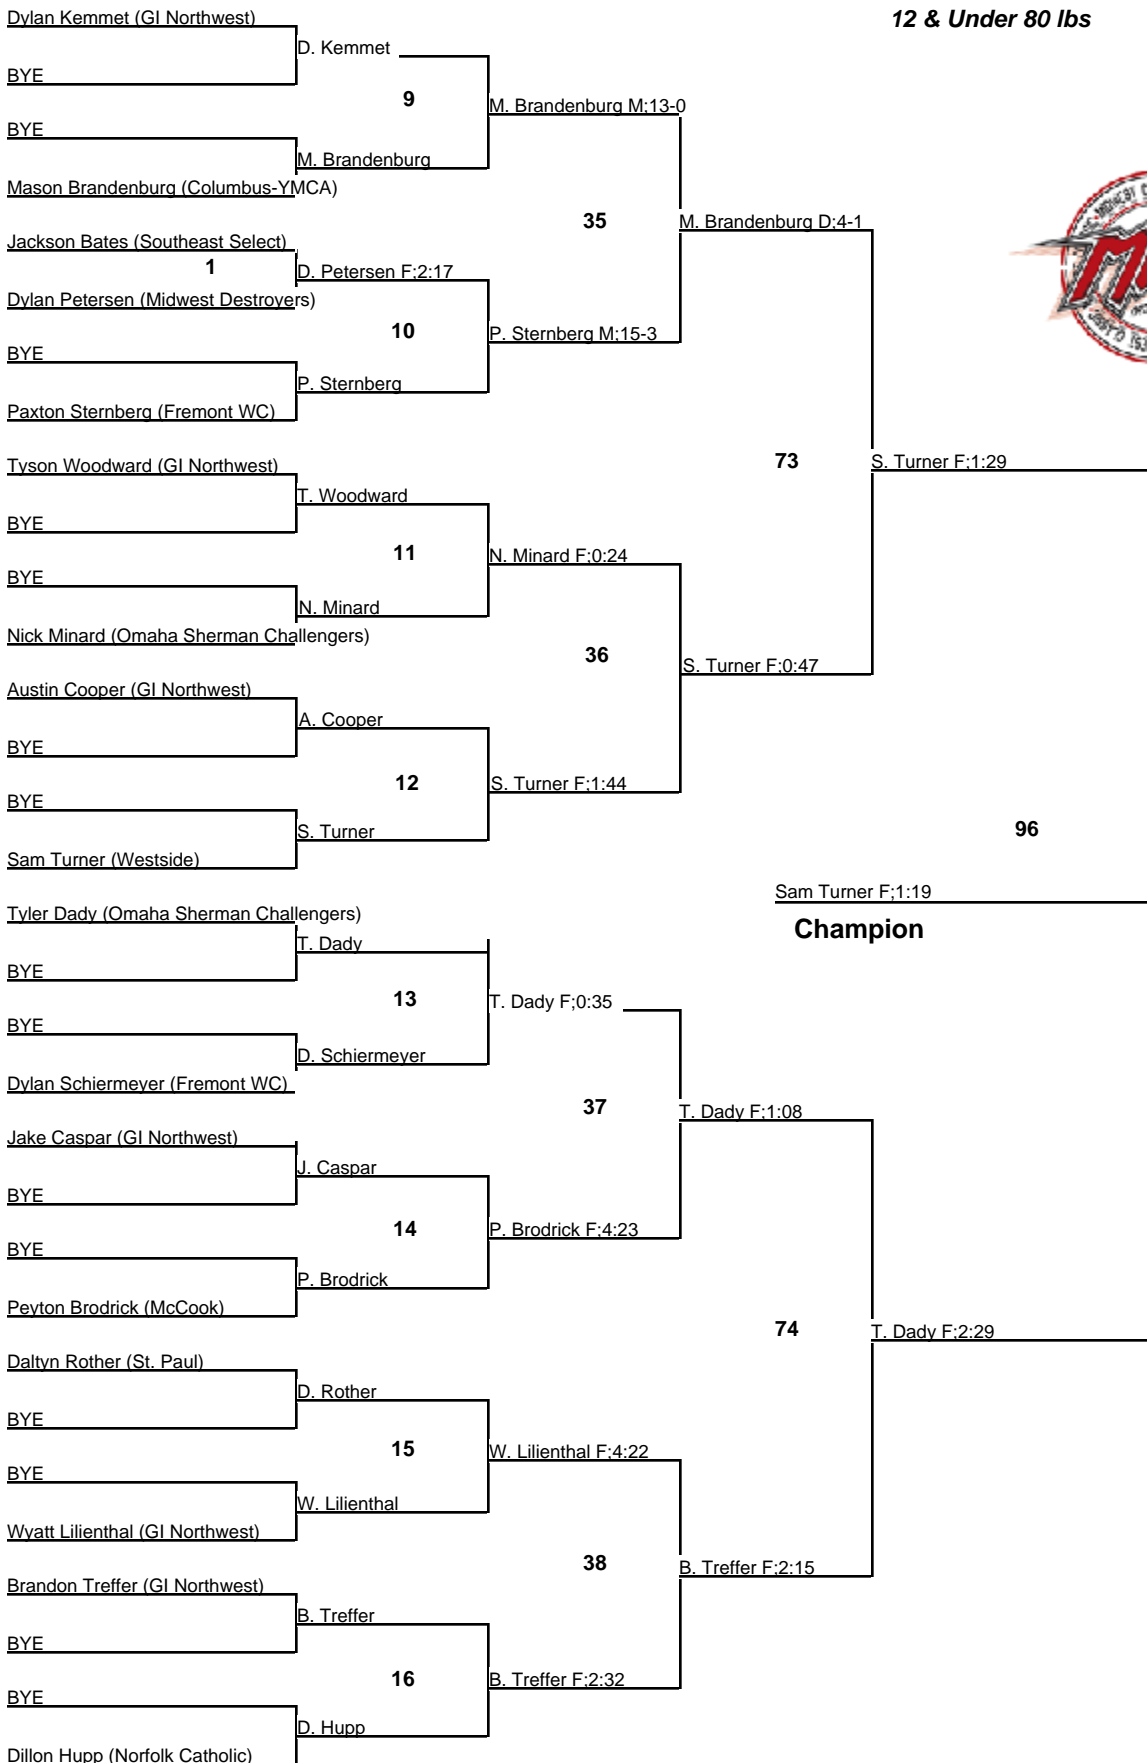 Dylan Kemmet (GI Northwest)
12 & Under 80 lbs
D. Kemmet
BYE
9
M. Brandenburg M;13-0
BYE
M. Brandenburg
Mason Brandenburg (Columbus-YMCA)
35
M. Brandenburg D;4-1
Jackson Bates (Southeast Select)
1
D. Petersen F;2:17
Dylan Petersen (Midwest Destroyers)
10
P. Sternberg M;15-3
BYE
P. Sternberg
Paxton Sternberg (Fremont WC)
73
S. Turner F;1:29
Tyson Woodward (GI Northwest)
T. Woodward
BYE
11
N. Minard F;0:24
BYE
N. Minard
Nick Minard (Omaha Sherman Challengers)
36
S. Turner F;0:47
Austin Cooper (GI Northwest)
A. Cooper
BYE
12
S. Turner F;1:44
BYE
S. Turner
96
Sam Turner (Westside)
Sam Turner F;1:19
Champion
Tyler Dady (Omaha Sherman Challengers)
T. Dady
BYE
13
T. Dady F;0:35
BYE
D. Schiermeyer
Dylan Schiermeyer (Fremont WC)
37
T. Dady F;1:08
Jake Caspar (GI Northwest)
J. Caspar
BYE
14
P. Brodrick F;4:23
BYE
P. Brodrick
Peyton Brodrick (McCook)
74
T. Dady F;2:29
Daltyn Rother (St. Paul)
D. Rother
BYE
15
W. Lilienthal F;4:22
BYE
W. Lilienthal
Wyatt Lilienthal (GI Northwest)
38
B. Treffer F;2:15
Brandon Treffer (GI Northwest)
B. Treffer
BYE
16
B. Treffer F;2:32
BYE
D. Hupp
Dillon Hupp (Norfolk Catholic)